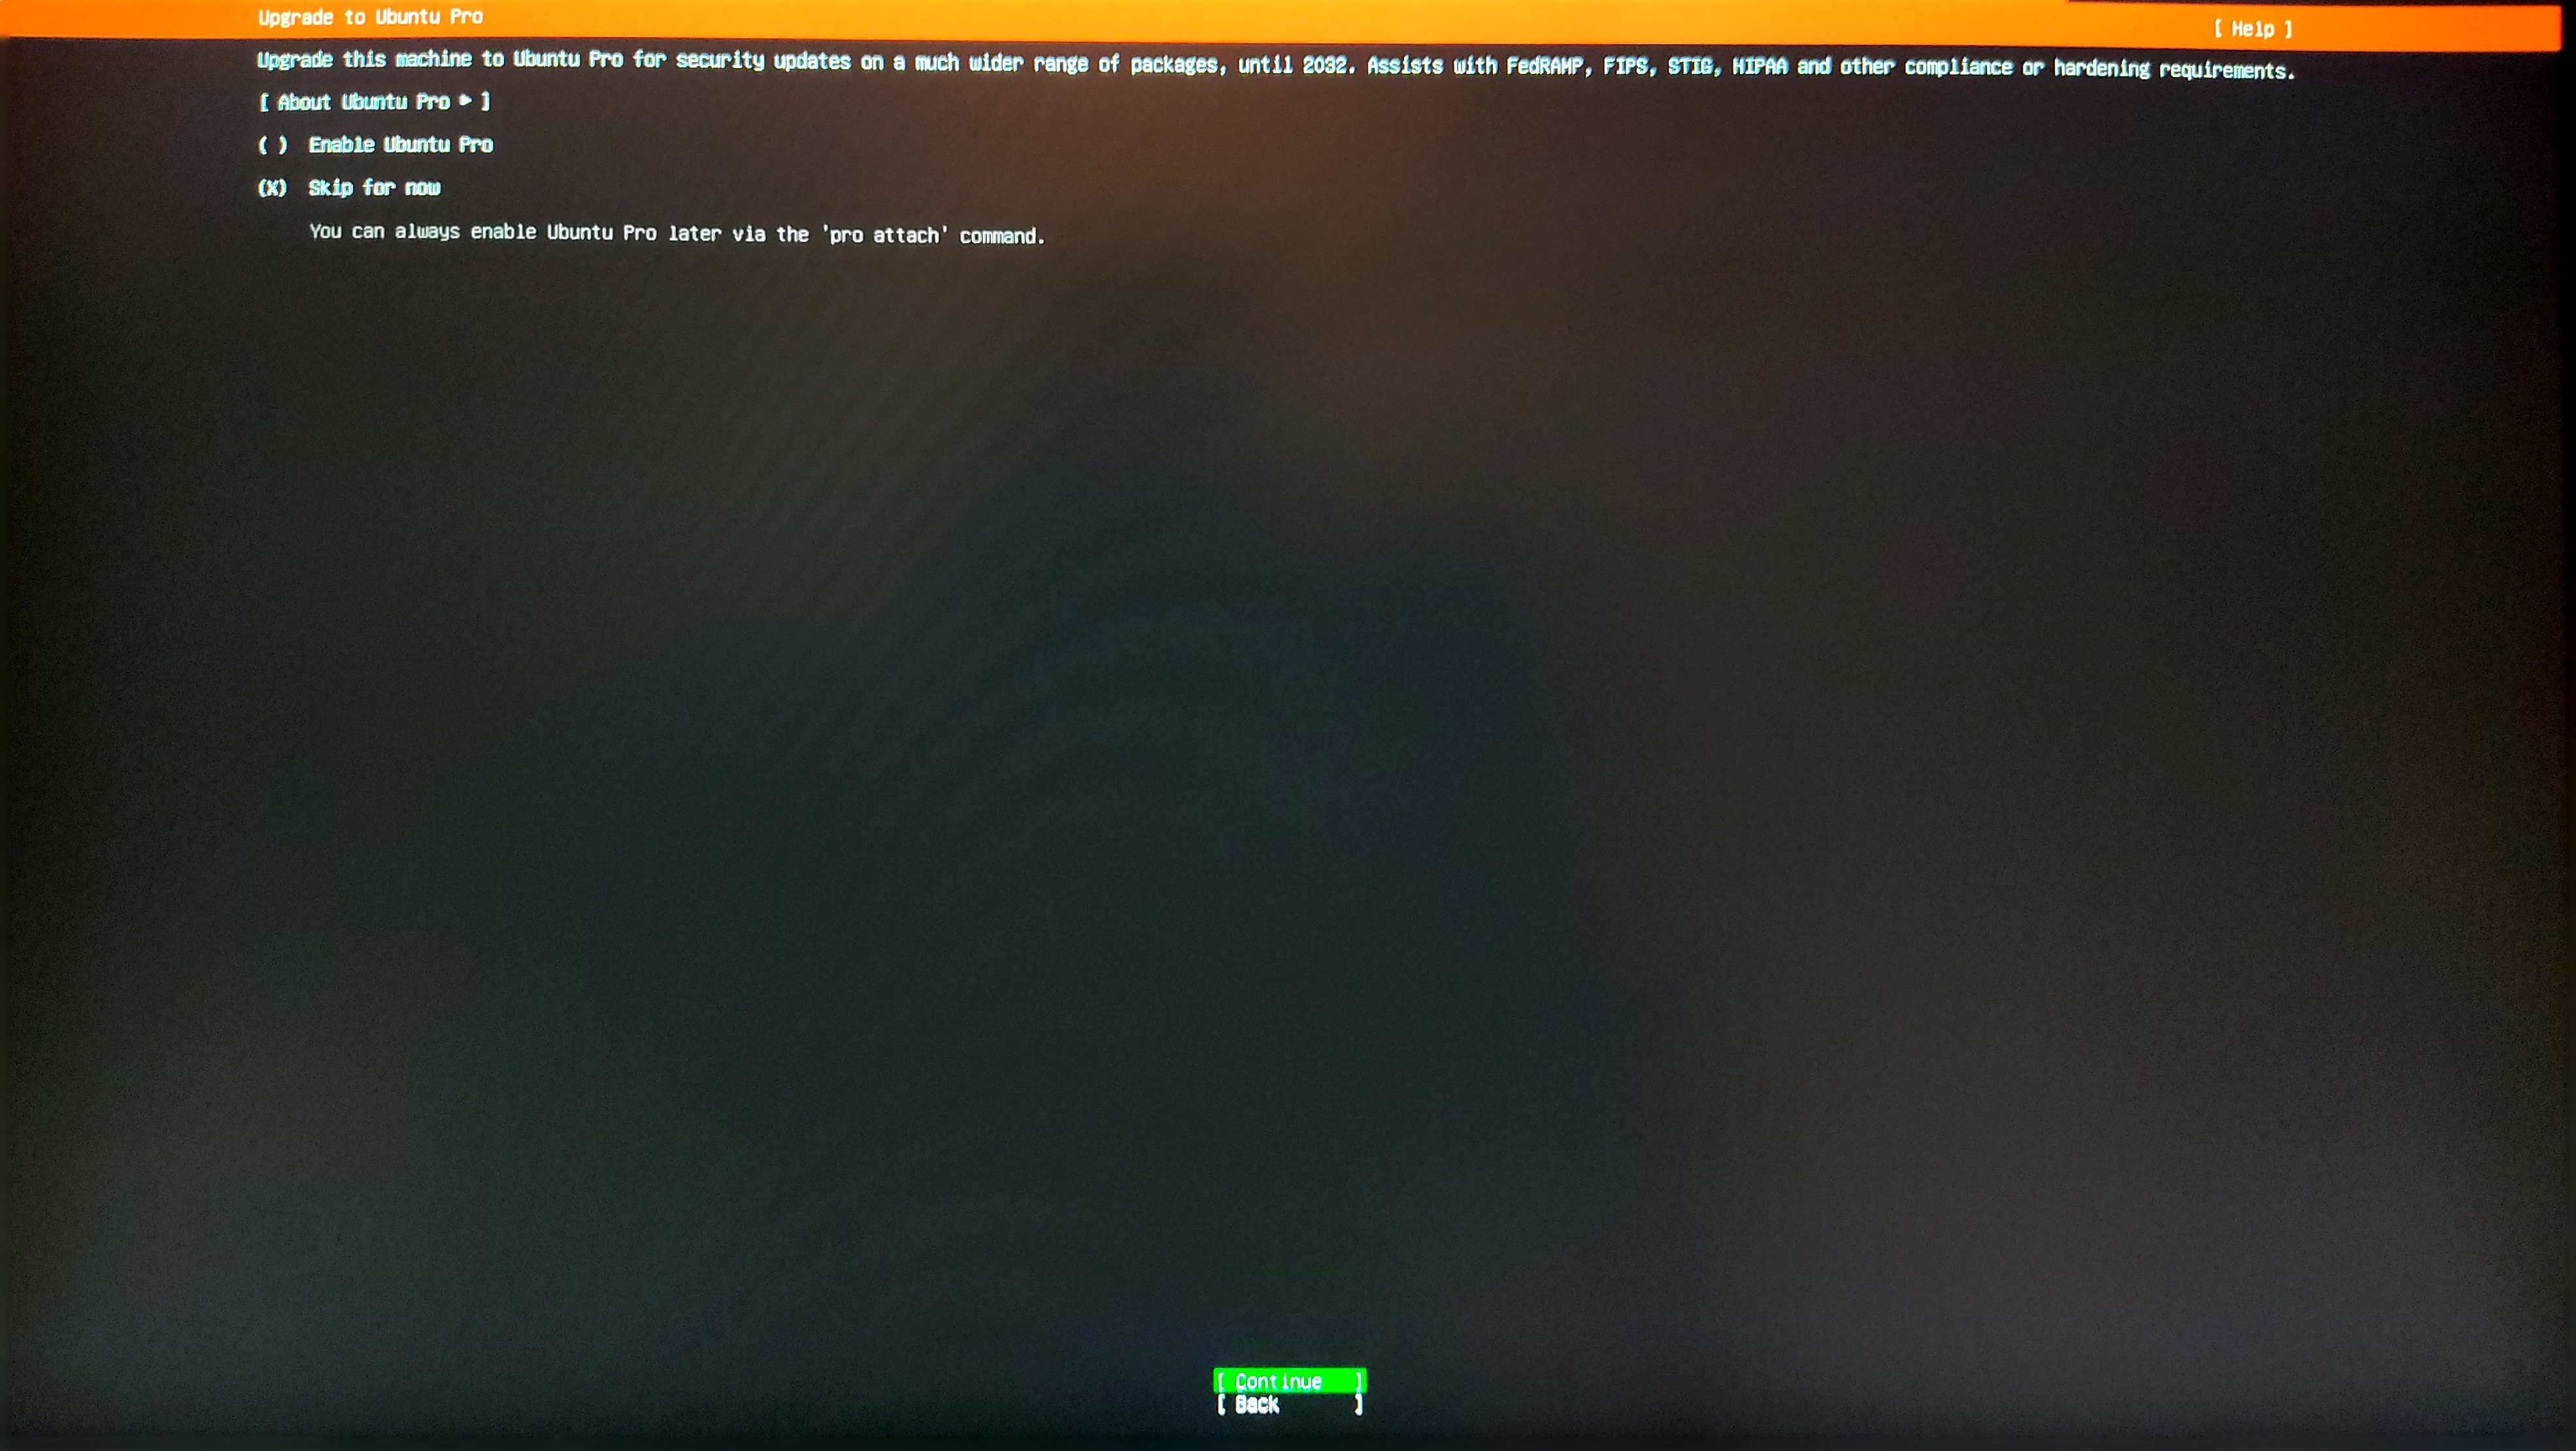 Upgrade to Ubuntu Pro
[ Help ]
Upgrade this machine to Ubuntu Pro for security updates on a much wider range of packages, until 2032. Assists with FedRAMP, FIPS, STIG, HIPAA and other compliance or hardening requirements.
[ About Ubuntu Pro ► ]
( ) Enable Ubuntu Pro
(X) Skip for now
You can always enable Ubuntu Pro later via the 'pro attach' command.
[ Continue ]
[ Back ]